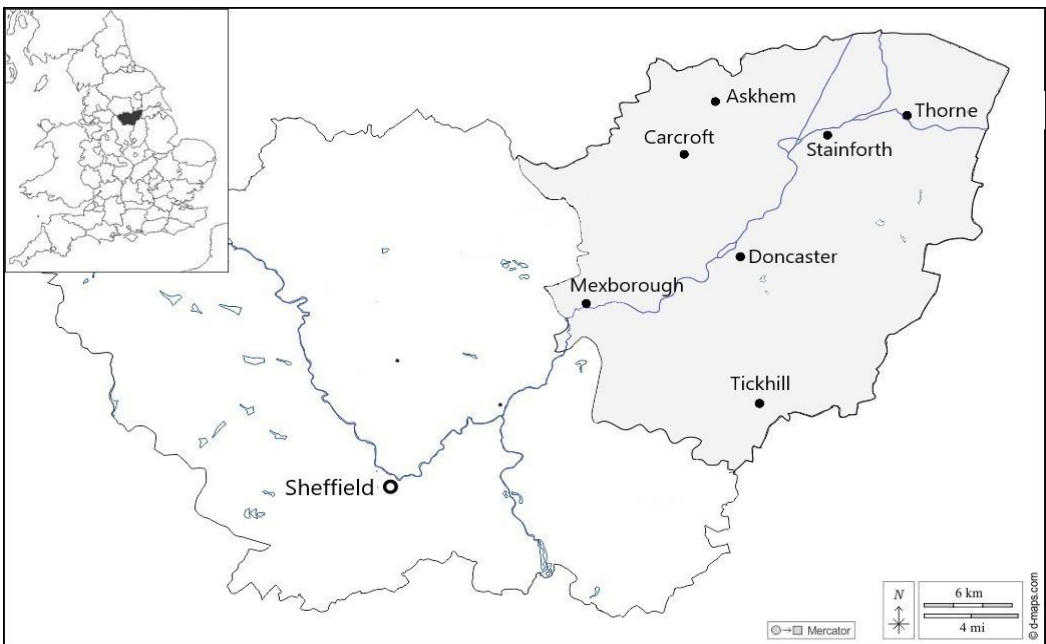 Askhem
Thorne
Carcroft
Stainforth
Doncaster
Mexborough
Tickhill
Sheffield
N
6 km
4 mi
Mercator
© d-maps.com